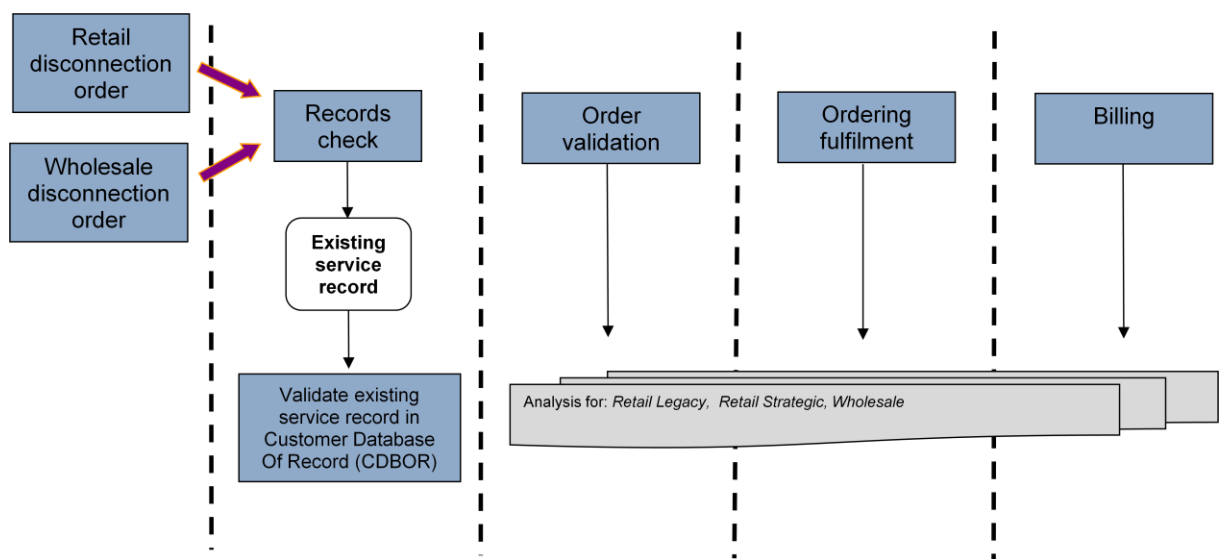 Retail
disconnection
order
Wholesale
disconnection
order
Records
check
Existing
service
record
Validate existing
service record in
Customer Database
Of Record (CDBOR)
Order
validation
Ordering
fulfilment
Billing
Analysis for: Retail Legacy, Retail Strategic, Wholesale